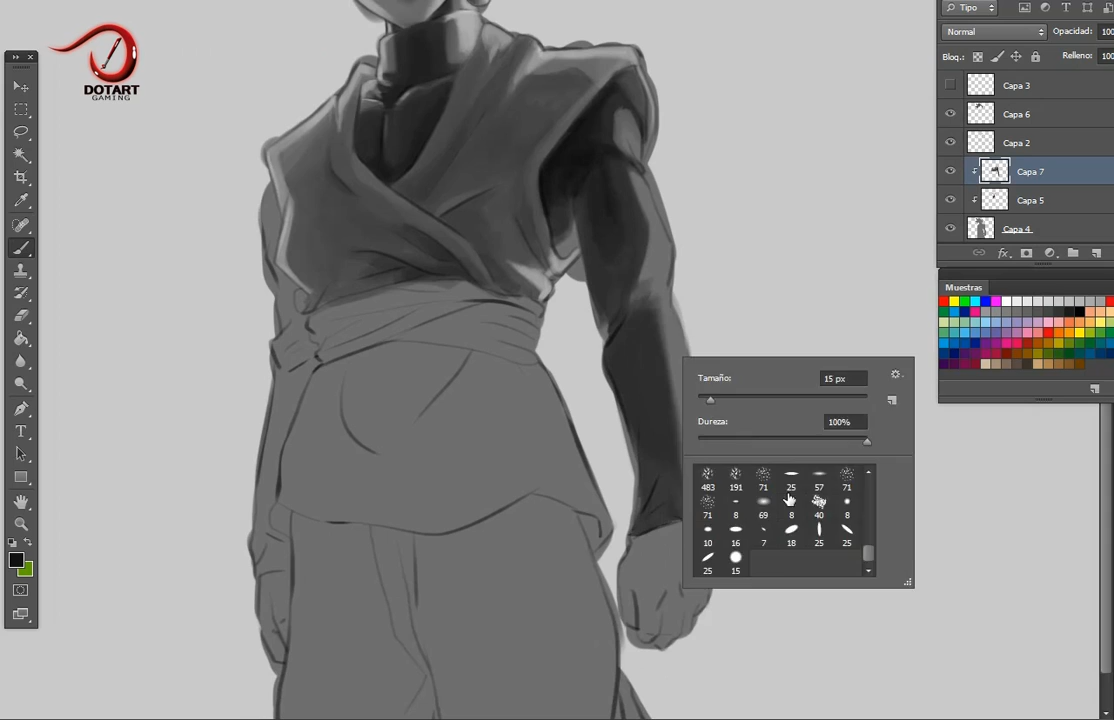 DOTART
GAMING
Tipo
Normal
Opacidad: 100
Bloq.:
Relleno: 100
Capa 3
Capa 6
Capa 2
Capa 7
Capa 5
Capa 4
fx
Muestras
T
Tamaño: 15 px
Dureza: 100%
483 191 71 25 57 71
71 8 69 8 40 8
10 16 7 18 25 25
25 15